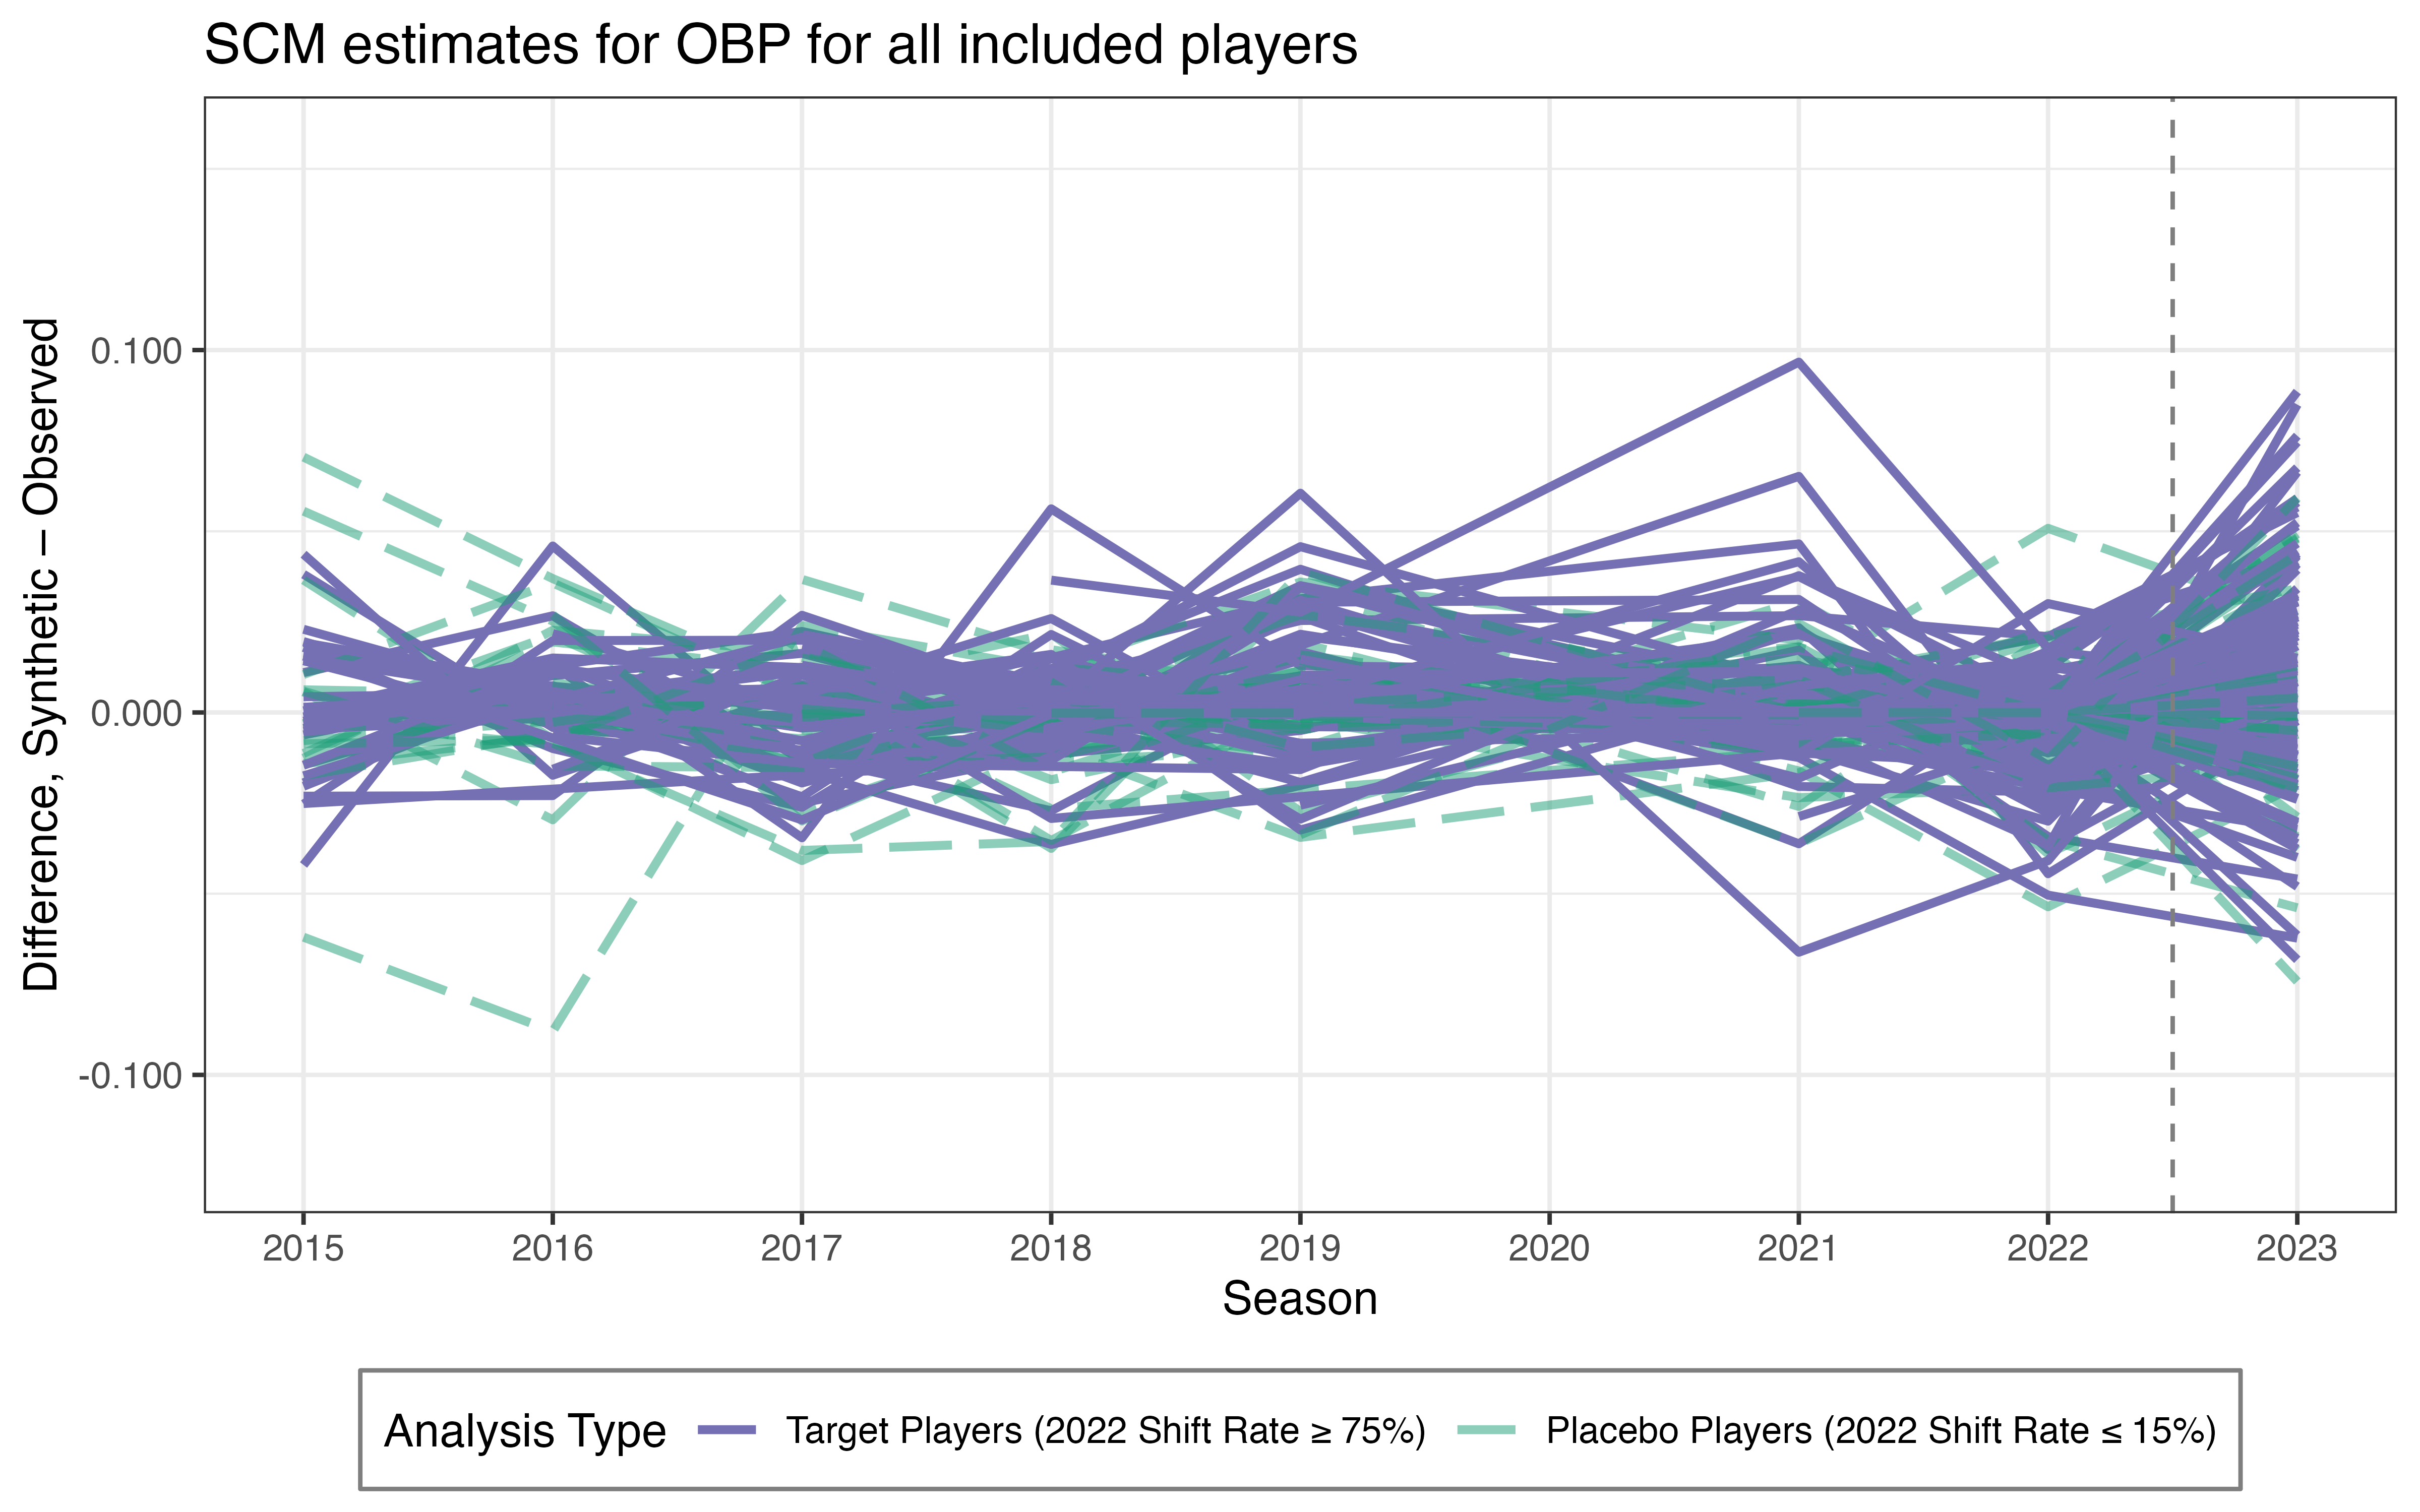 SCM estimates for OBP for all included players
Difference, Synthetic – Observed
0.100
0.000
-0.100
2015 2016 2017 2018 2019 2020 2021 2022 2023
Season
Analysis Type Target Players (2022 Shift Rate ≥ 75%) Placebo Players (2022 Shift Rate ≤ 15%)